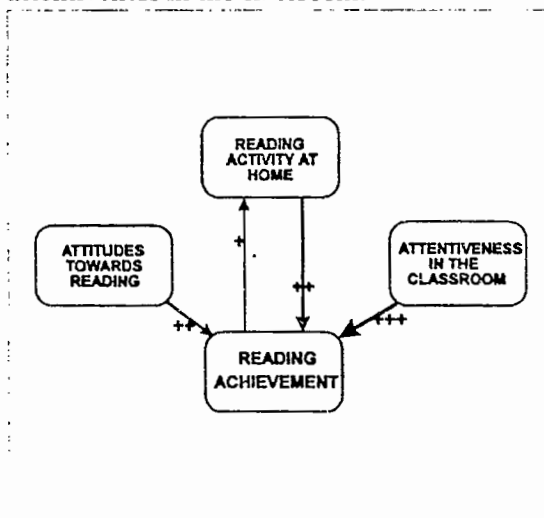 READING
ACTIVITY AT
HOME
+
++
ATTITUDES
TOWARDS
READING
++
ATTENTIVENESS
IN THE
CLASSROOM
+++
READING
ACHIEVEMENT